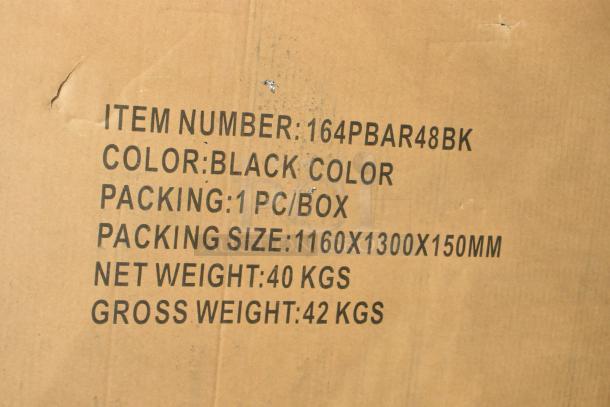 ITEM NUMBER: 164PBAR48BK
COLOR:BLACK COLOR
PACKING:1 PC/BOX
PACKING SIZE:1160X1300X150MM
NET WEIGHT:40 KGS
GROSS WEIGHT:42 KGS